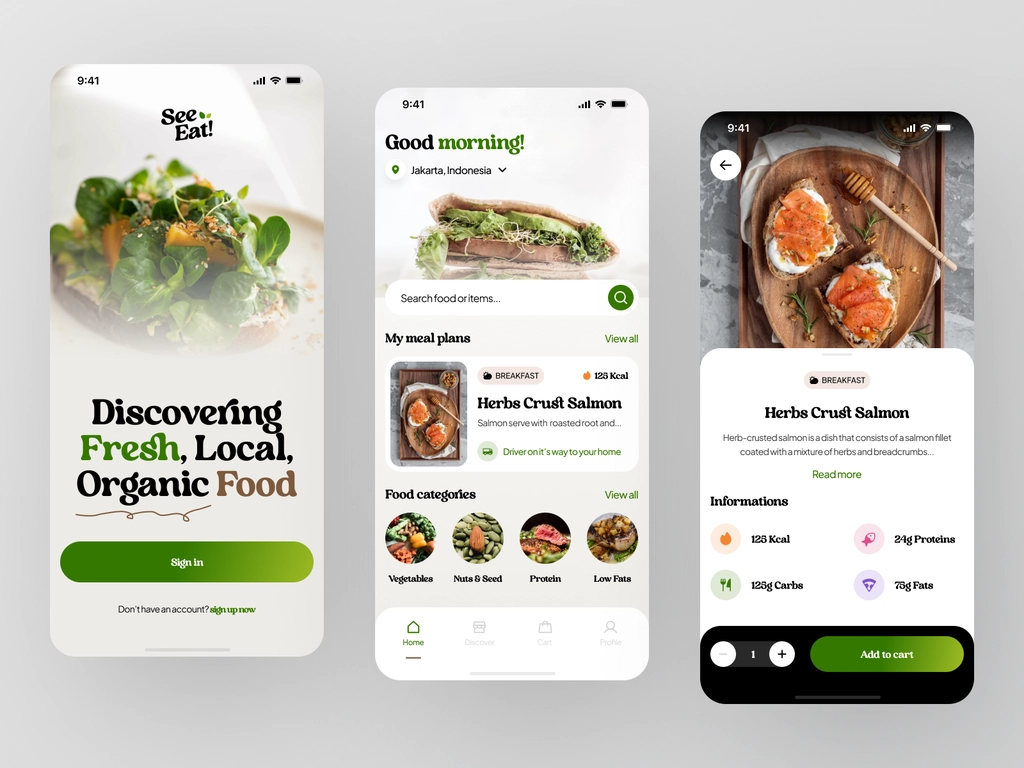 9:41
See
Eat!
Discovering
Fresh, Local,
Organic Food
Sign in
Don't have an account? sign up now
9:41
Good morning!
Jakarta, Indonesia
Search food or items...
My meal plans
View all
BREAKFAST
125 Kcal
Herbs Crust Salmon
Salmon serve with roasted root and...
Driver on it's way to your home
Food categories
View all
Vegetables
Nuts & Seed
Protein
Low Fats
Home
Discover
Cart
Profile
9:41
BREAKFAST
Herbs Crust Salmon
Herb-crusted salmon is a dish that consists of a salmon fillet
coated with a mixture of herbs and breadcrumbs...
Read more
Informations
125 Kcal
24g Proteins
125g Carbs
75g Fats
1
Add to cart